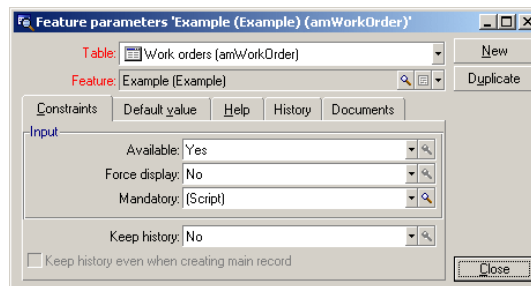 Feature parameters 'Example (Example) (amWorkOrder)'
Table: Work orders (amWorkOrder)
New
Feature: Example (Example)
Duplicate
Constraints Default value Help History Documents
Input
Available: Yes
Force display: No
Mandatory: (Script)
Keep history: No
Keep history even when creating main record
Close